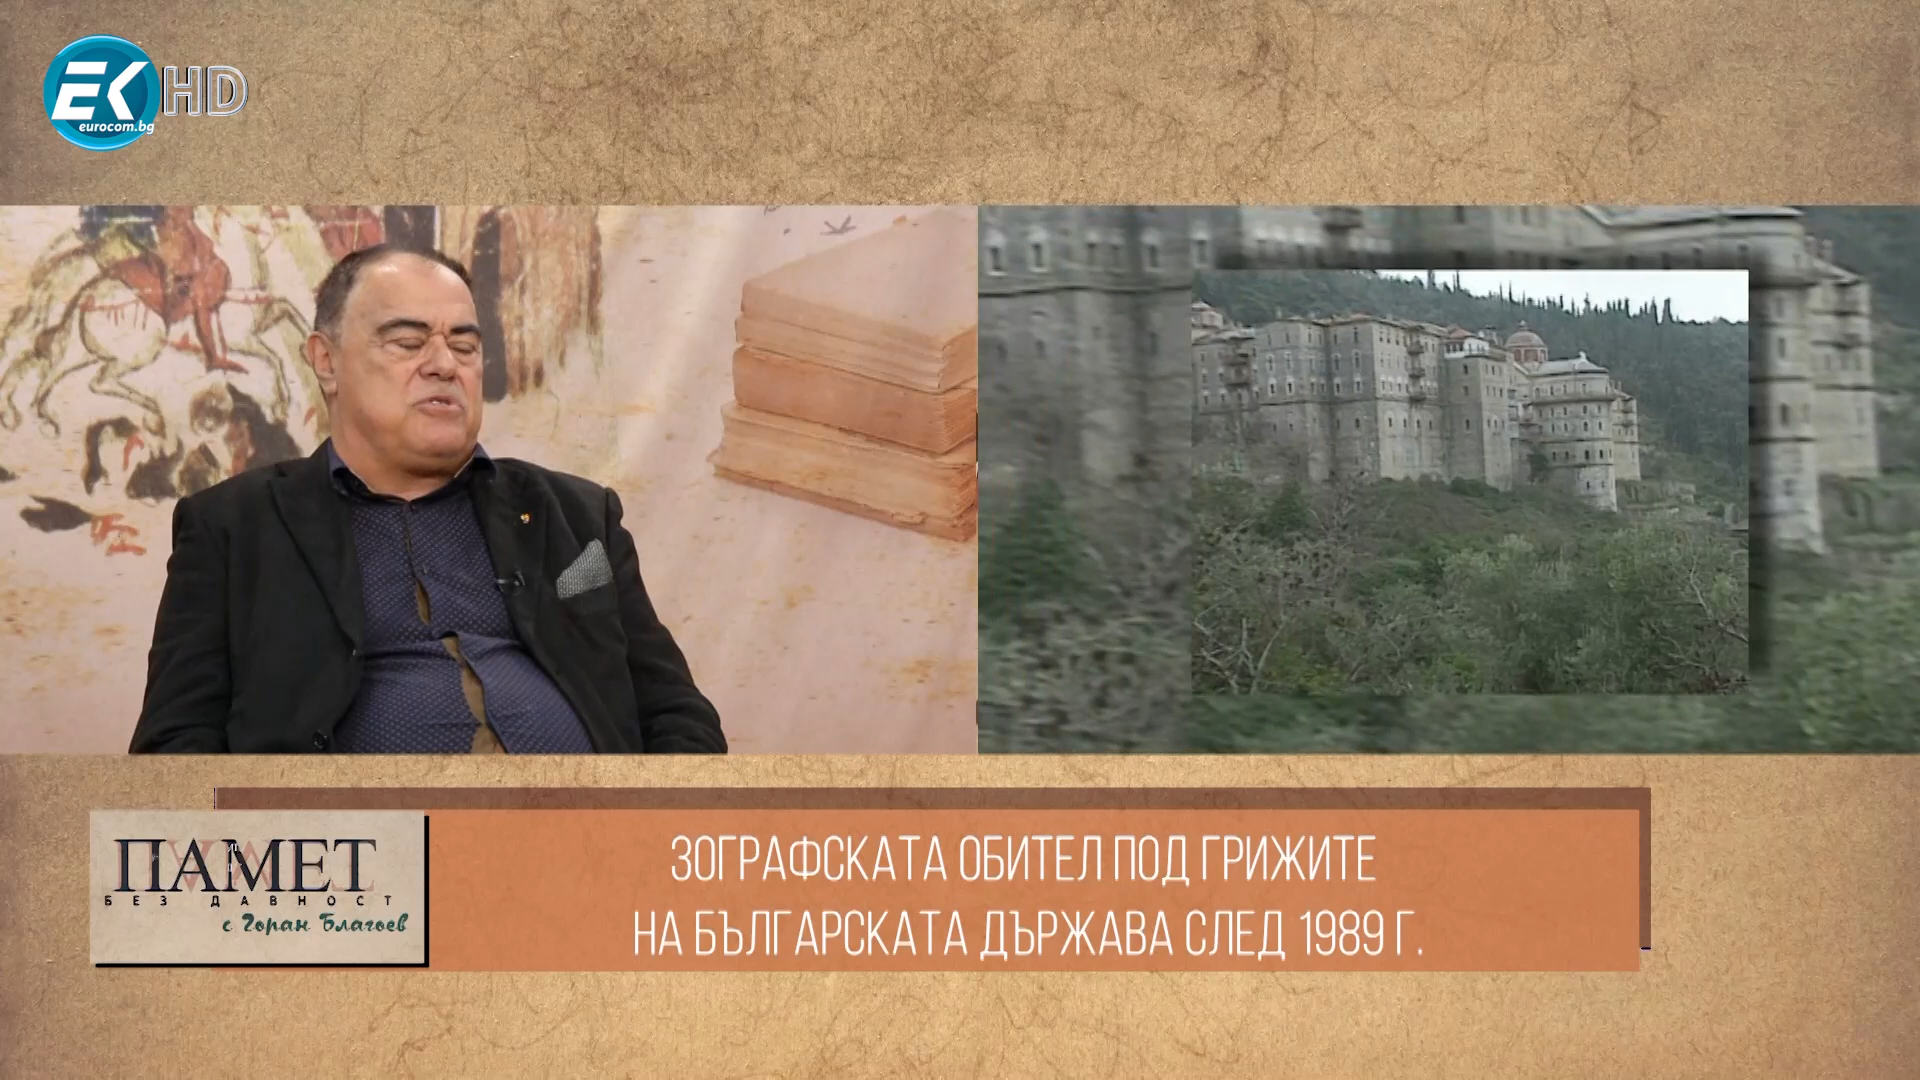 EK HD
eurocom.bg
ПАМЕТ
БЕЗ ДАВНОСТ
с Горан Благоев
ЗОГРАФСКАТА ОБИТЕЛ ПОД ГРИЖИТЕ
НА БЪЛГАРСКАТА ДЪРЖАВА СЛЕД 1989 Г.